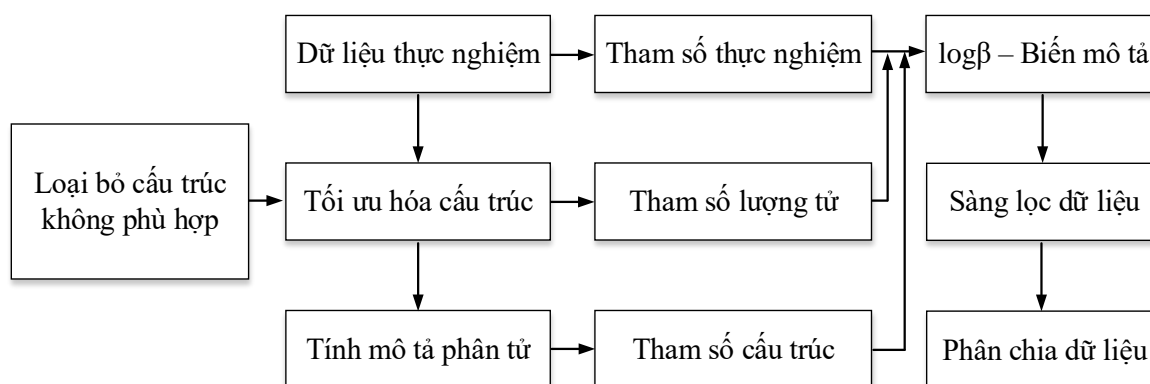 Dữ liệu thực nghiệm
Tham số thực nghiệm
logβ – Biến mô tả
Loại bỏ cấu trúc
không phù hợp
Tối ưu hóa cấu trúc
Tham số lượng tử
Sàng lọc dữ liệu
Tính mô tả phân tử
Tham số cấu trúc
Phân chia dữ liệu